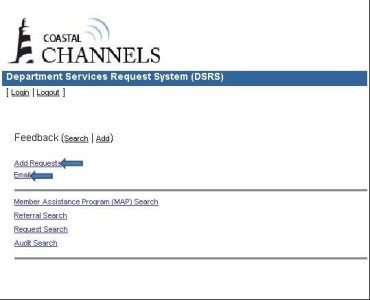 COASTAL
CHANNELS
Department Services Request System (DSRS)
[ Login | Logout ]
Feedback (Search | Add)
Add Requests
Email
Member Assistance Program (MAP) Search
Referral Search
Request Search
Audit Search